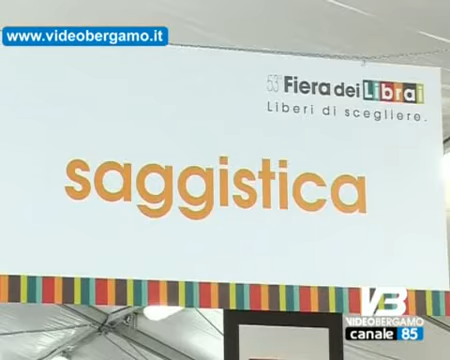 www.videobergamo.it
53ª Fiera dei Librai
Liberi di scegliere.
saggistica
VB
VIDEOBERGAMO
canale 85